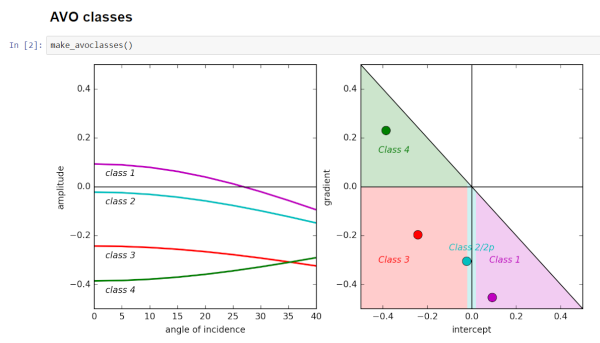 AVO classes
In [2]: make_avoclasses()
0.4
0.2
0.0
−0.2
−0.4
amplitude
class 1
class 2
class 3
class 4
0 5 10 15 20 25 30 35 40
angle of incidence
0.4
0.2
0.0
−0.2
−0.4
gradient
Class 4
Class 2/2p
Class 3
Class 1
−0.4 −0.2 0.0 0.2 0.4
intercept